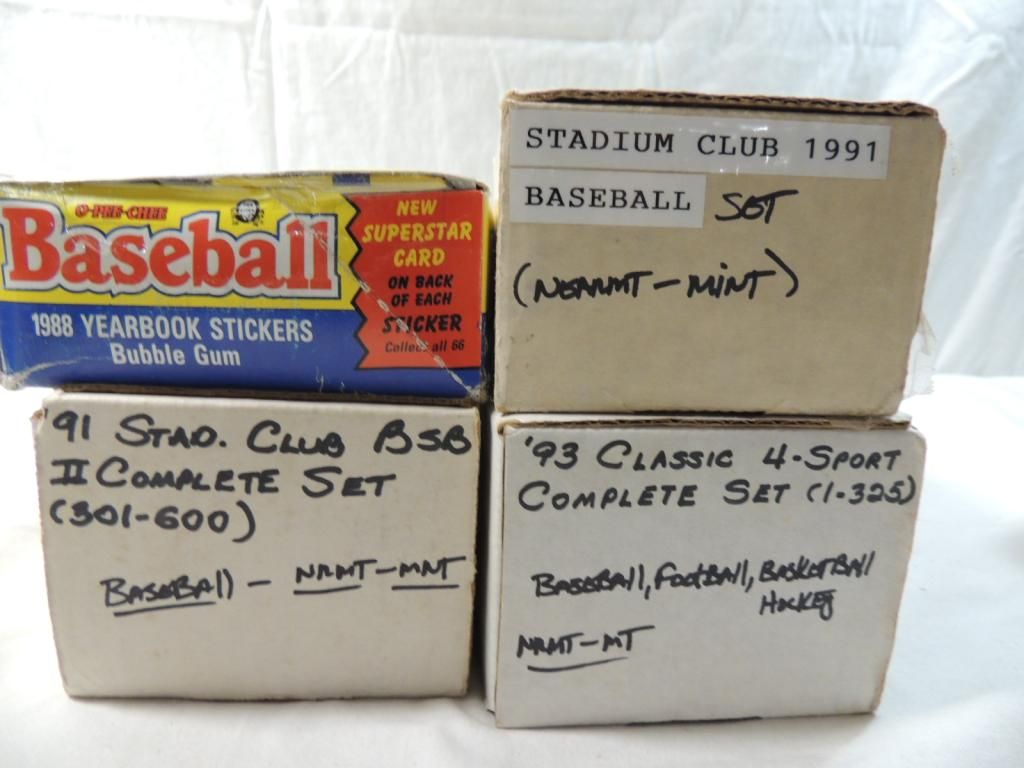 O-PEE-CHEE
Baseball
NEW
SUPERSTAR
CARD
ON BACK
OF EACH
STICKER
Collect all 66
1988 YEARBOOK STICKERS
Bubble Gum
STADIUM CLUB 1991
BASEBALL SET
(NEARMT-MINT)
'91 STAD. CLUB BSB
II COMPLETE SET
(301-600)
BASEBALL - NRMT-MNT
'93 CLASSIC 4-SPORT
COMPLETE SET (1-325)
BASEBALL, FOOTBALL, BASKETBALL
HOCKEY
NRMT-MT